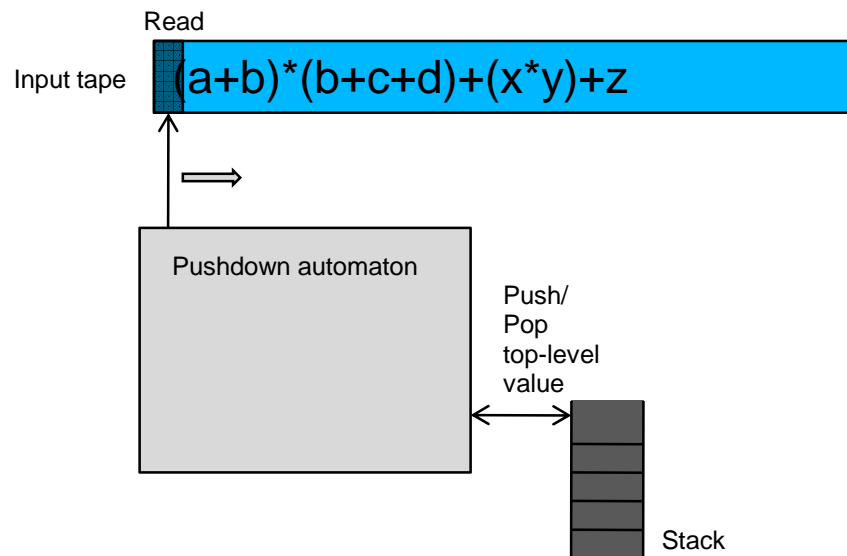 Read
Input tape
(a+b)*(b+c+d)+(x*y)+z
Pushdown automaton
Push/
Pop
top-level
value
Stack